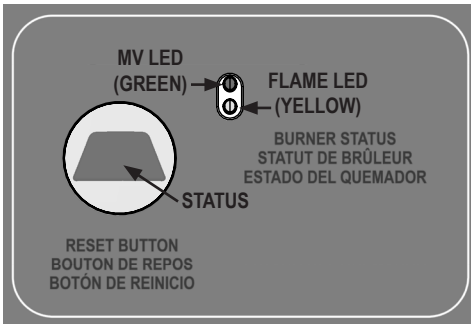 MV LED
(GREEN)
FLAME LED
(YELLOW)
BURNER STATUS
STATUT DE BRÛLEUR
ESTADO DEL QUEMADOR
STATUS
RESET BUTTON
BOUTON DE REPOS
BOTÓN DE REINICIO